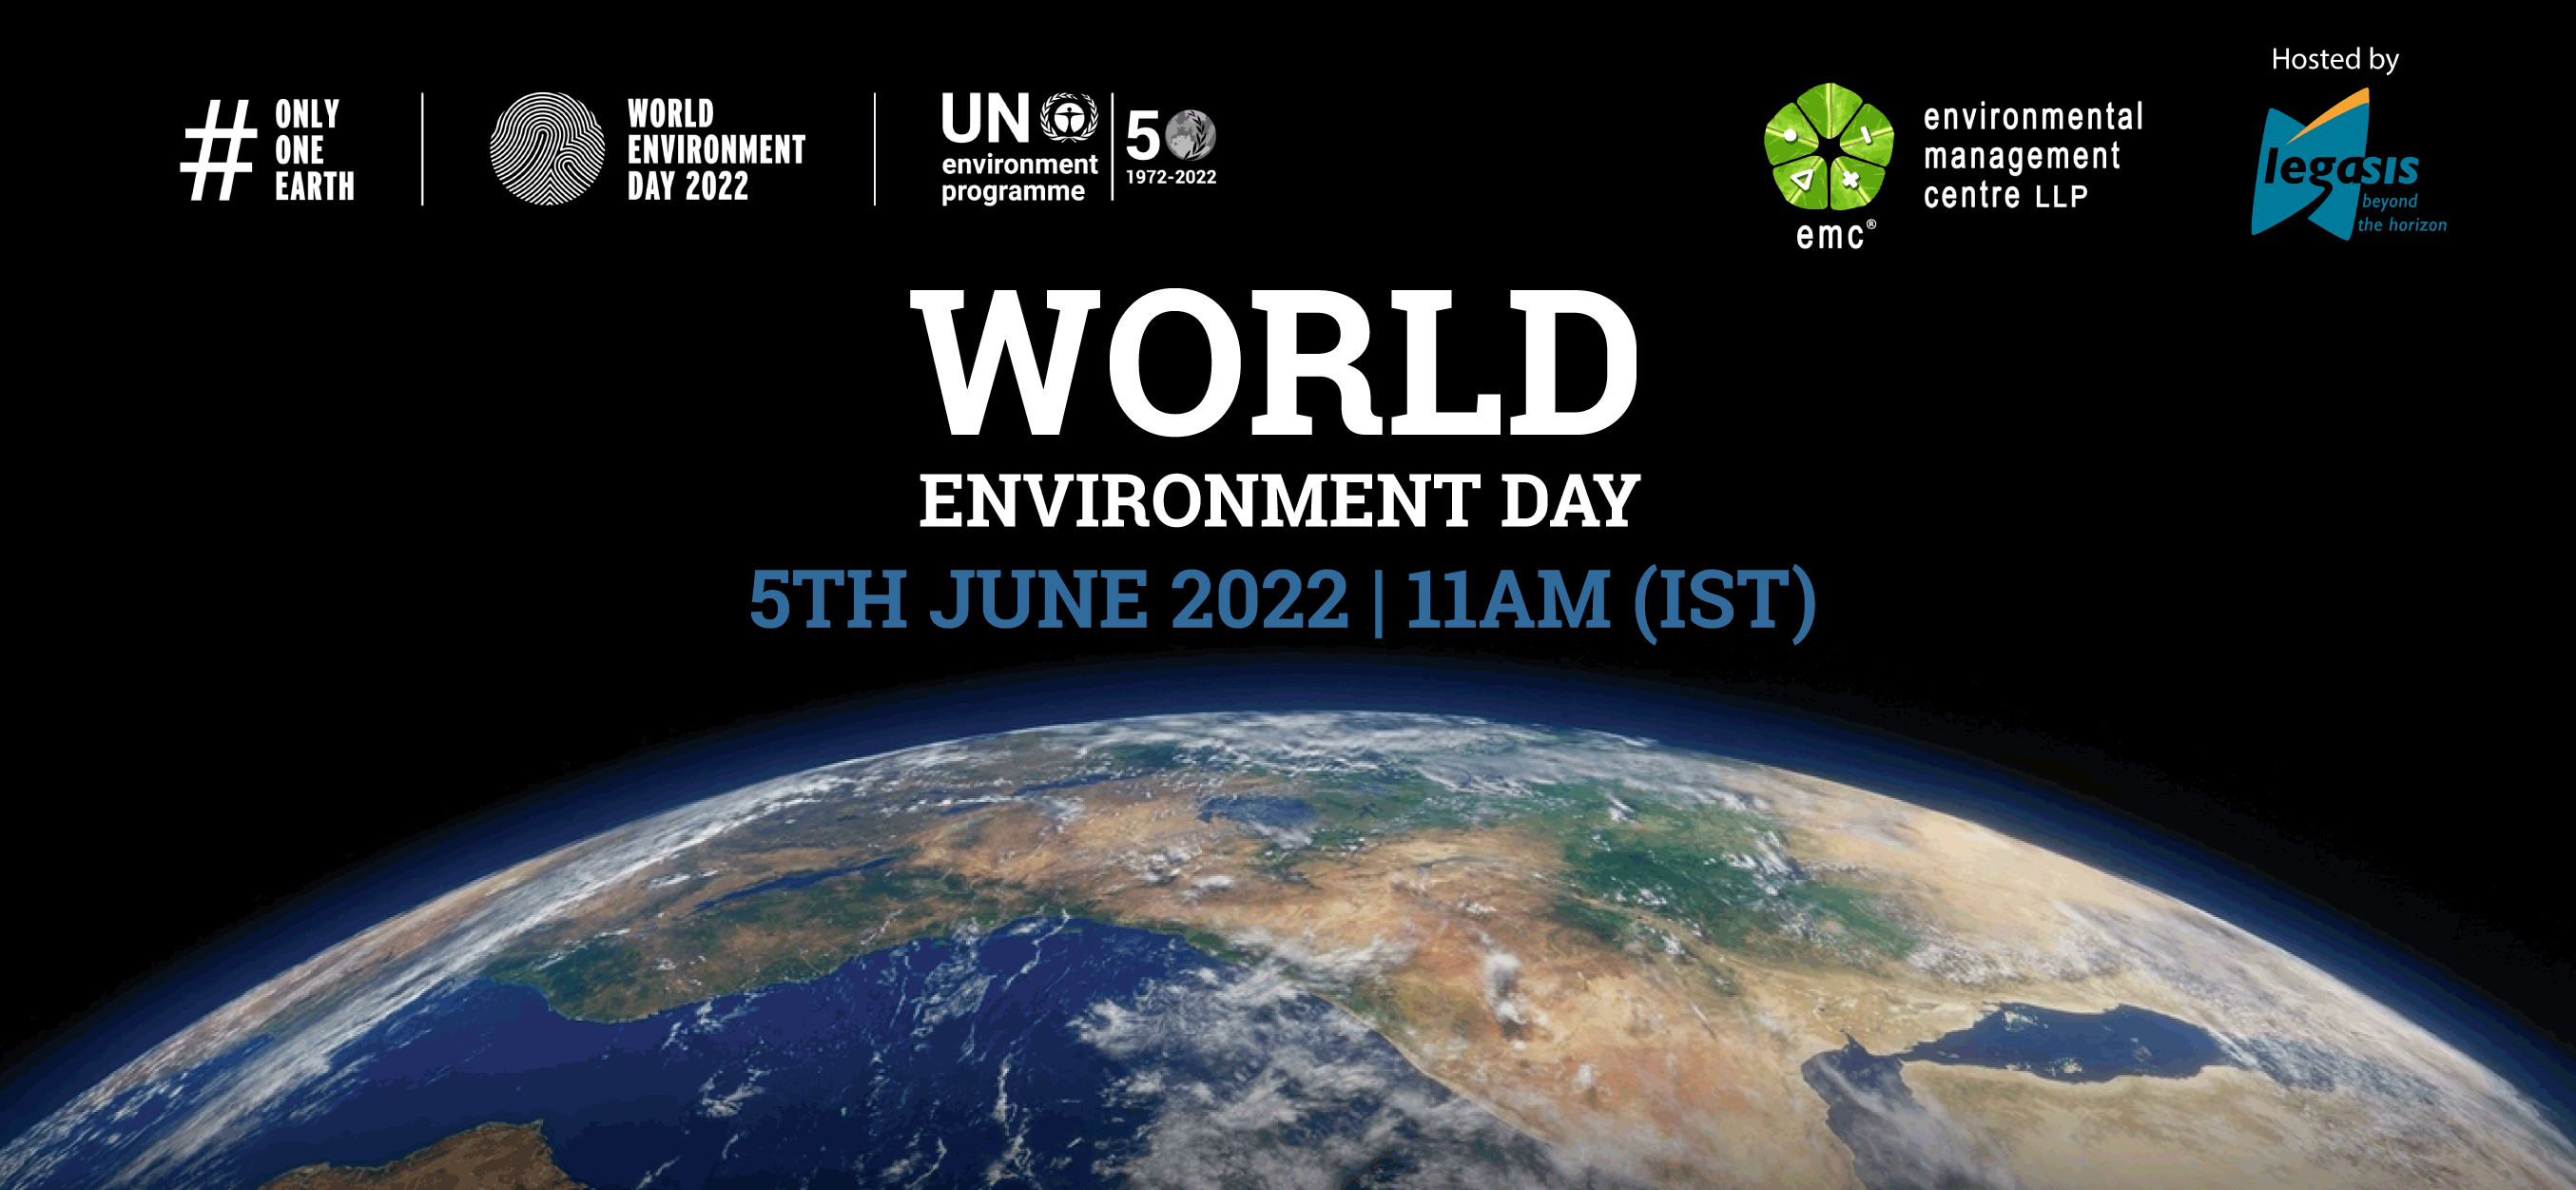 #
ONLY
ONE
EARTH
WORLD
ENVIRONMENT
DAY 2022
UN
environment
programme
50
1972-2022
emc®
environmental
management
centre LLP
Hosted by
legasis
beyond
the horizon
WORLD
ENVIRONMENT DAY
5TH JUNE 2022 | 11AM (IST)